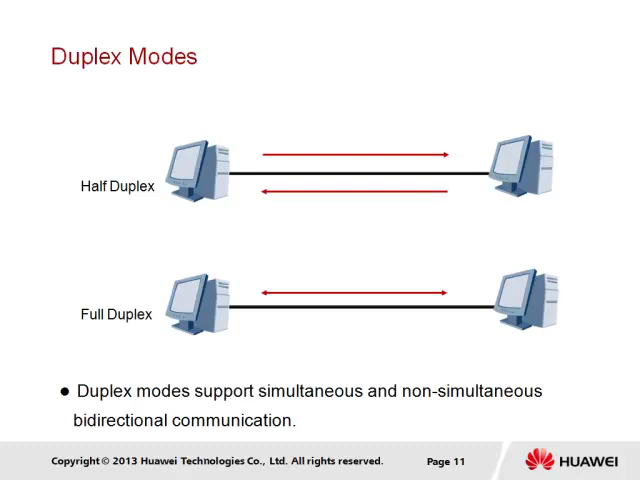 Duplex Modes
Half Duplex
Full Duplex
● Duplex modes support simultaneous and non-simultaneous
bidirectional communication.
Copyright © 2013 Huawei Technologies Co., Ltd. All rights reserved.
Page 11
HUAWEI